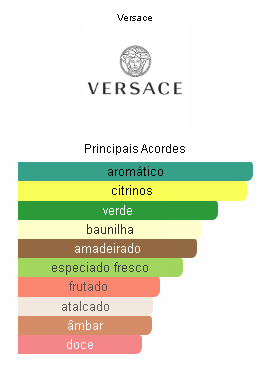 Versace
VERSACE
Principais Acordes
aromático
citrinos
verde
baunilha
amadeirado
especiado fresco
frutado
atalcado
âmbar
doce